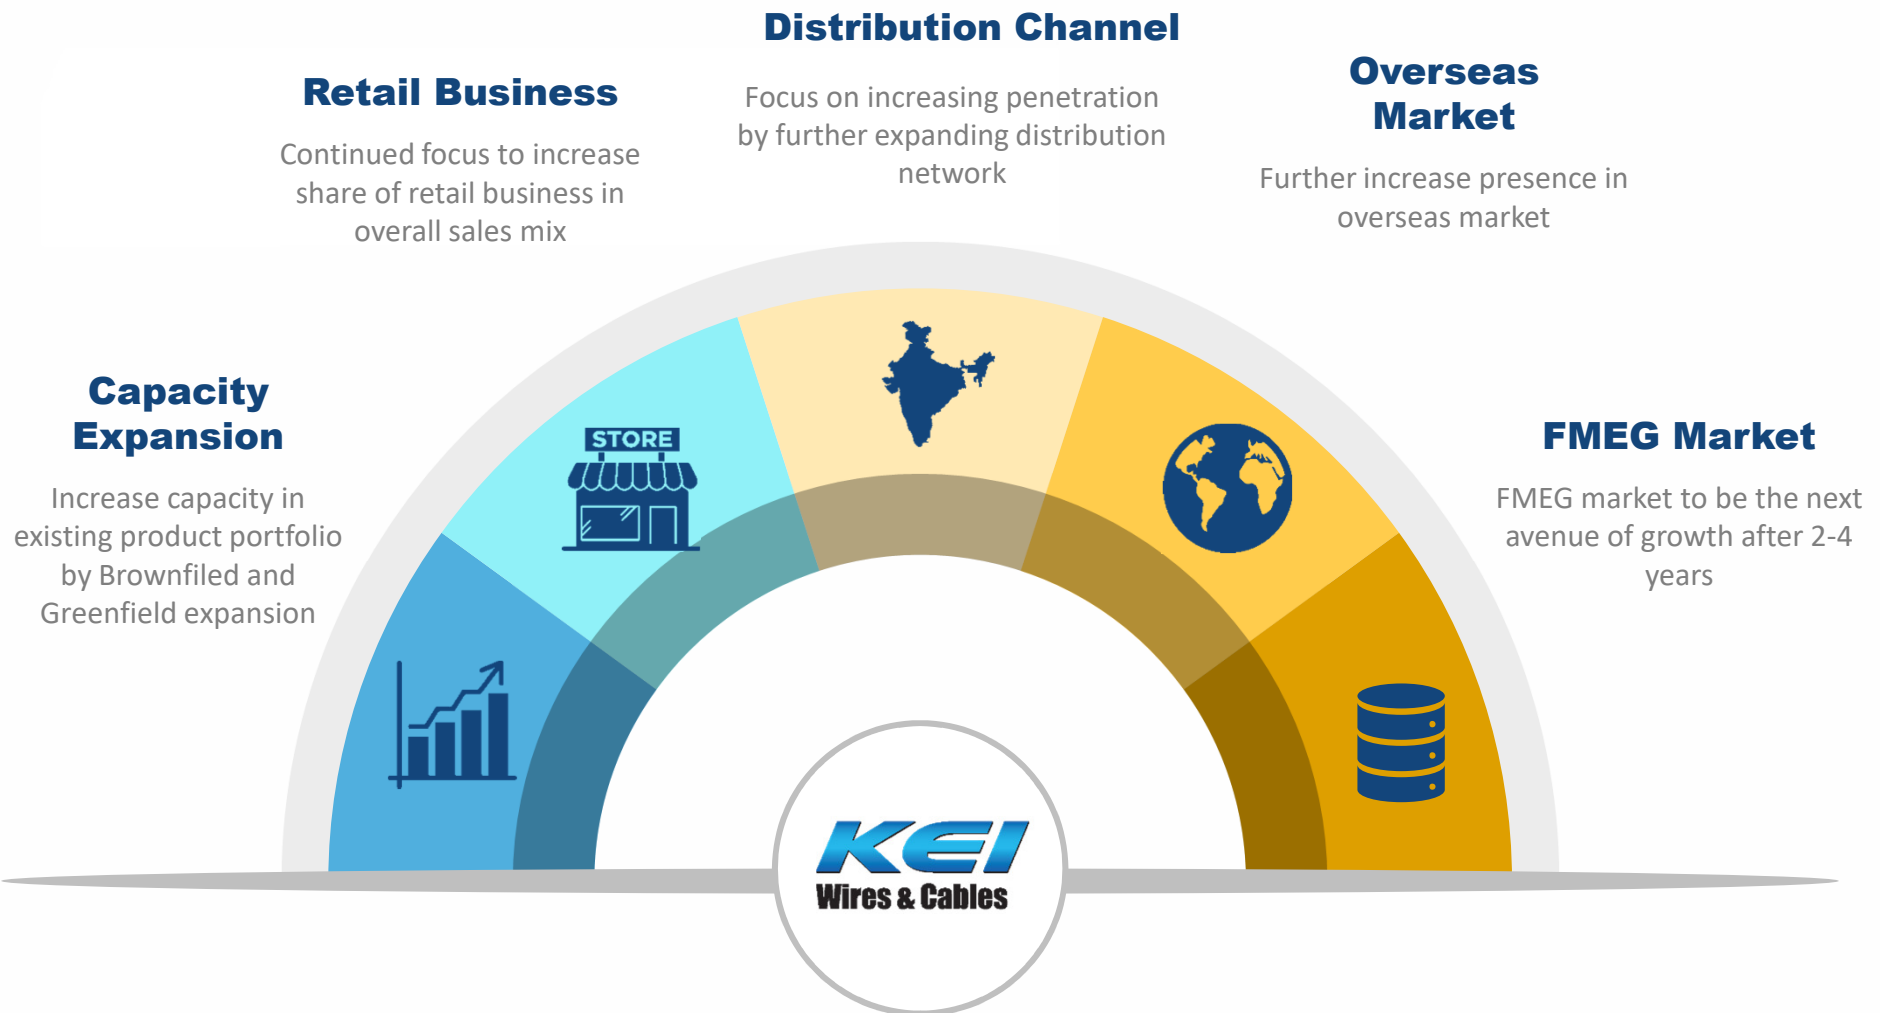 Distribution Channel
Focus on increasing penetration
by further expanding distribution
network
Retail Business
Continued focus to increase
share of retail business in
overall sales mix
Overseas
Market
Further increase presence in
overseas market
Capacity
Expansion
Increase capacity in
existing product portfolio
by Brownfiled and
Greenfield expansion
STORE
FMEG Market
FMEG market to be the next
avenue of growth after 2-4
years
KEI
Wires & Cables